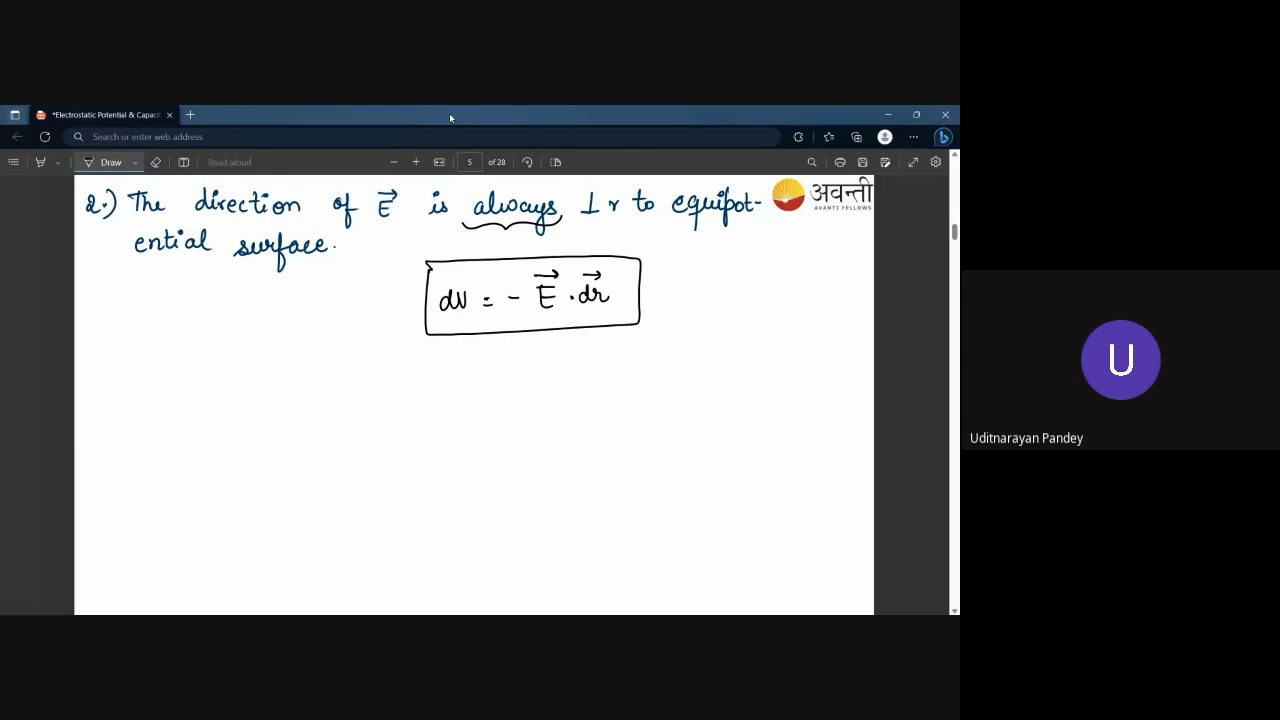 *Electrostatic Potential & Capacit
Search or enter web address
Draw
Read aloud
5 of 28
2.) The direction of E⃗ is always ⊥r to equipot-
ential surface.
अवन्ती
AVANTI FELLOWS
dV = - E⃗ . dr⃗
U
Uditnarayan Pandey